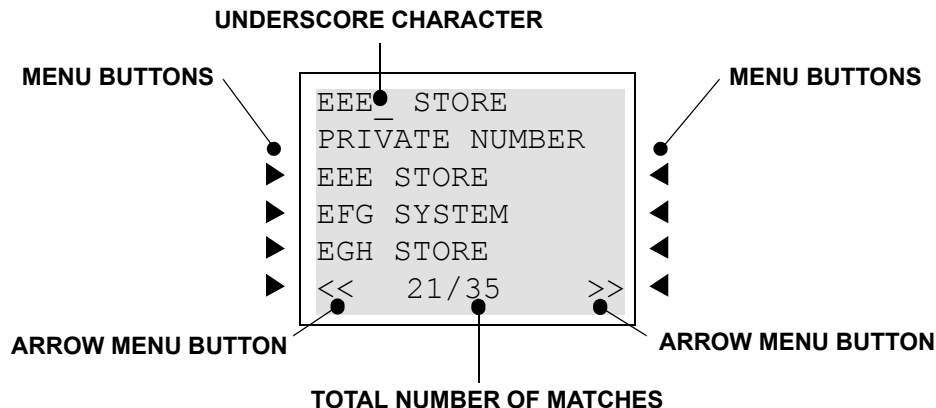 UNDERSCORE CHARACTER
MENU BUTTONS
MENU BUTTONS
EEE_ STORE
PRIVATE NUMBER
EEE STORE
EFG SYSTEM
EGH STORE
<< 21/35 >>
ARROW MENU BUTTON
ARROW MENU BUTTON
TOTAL NUMBER OF MATCHES